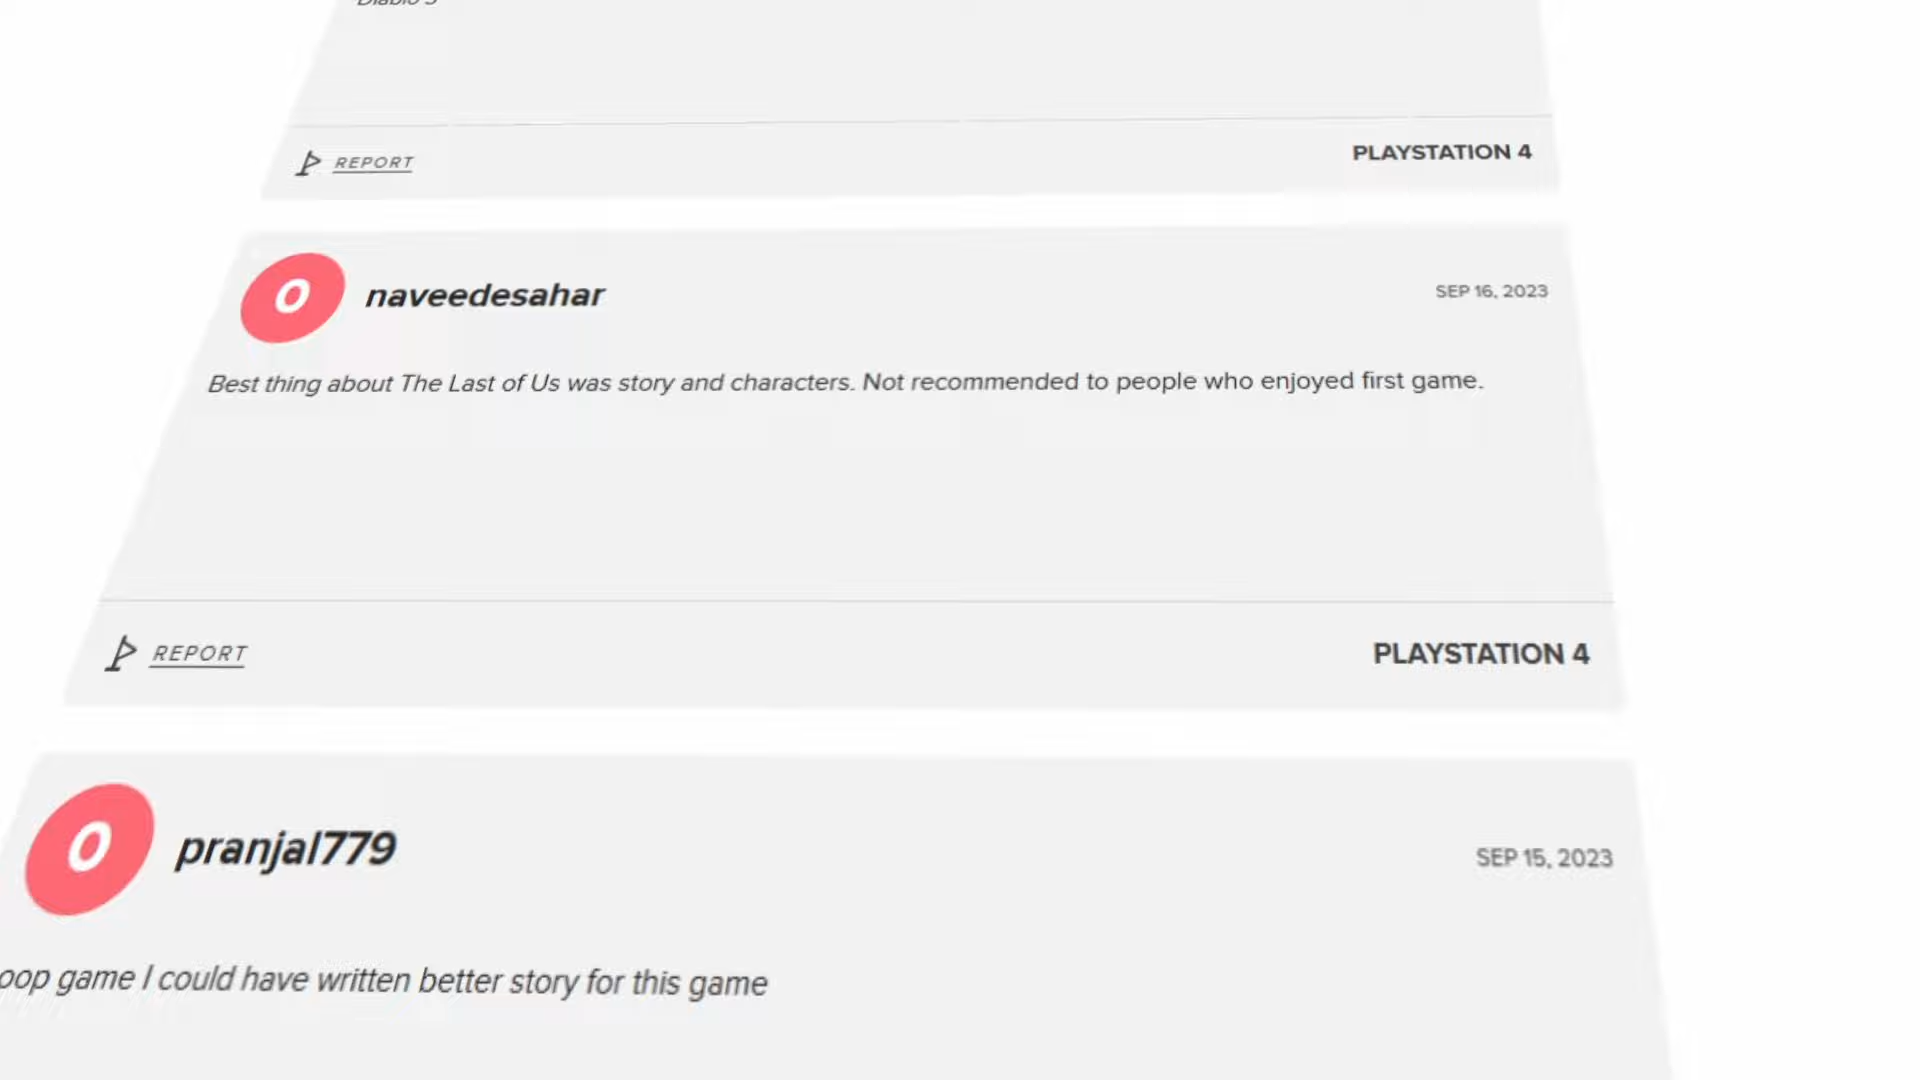 REPORT
PLAYSTATION 4
O
naveedesahar
SEP 16, 2023
Best thing about The Last of Us was story and characters. Not recommended to people who enjoyed first game.
REPORT
PLAYSTATION 4
O
pranjal779
SEP 15, 2023
game I could have written better story for this game